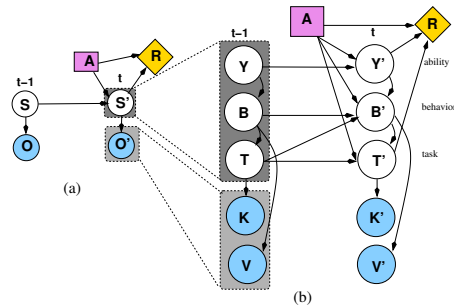 A
R
t−1
t
S
S'
O
O'
(a)
A
R
t−1
t
Y
Y'
ability
B
B'
behavior
T
T'
task
K
K'
V
V'
(b)